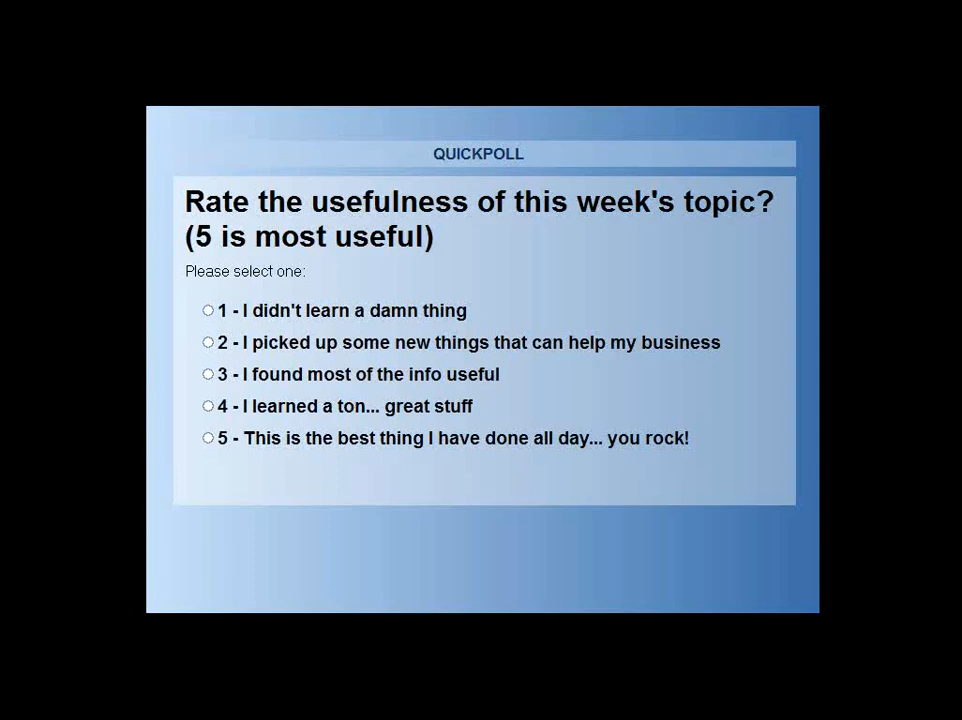 QUICKPOLL
Rate the usefulness of this week's topic?
(5 is most useful)
Please select one:
1 - I didn't learn a damn thing
2 - I picked up some new things that can help my business
3 - I found most of the info useful
4 - I learned a ton... great stuff
5 - This is the best thing I have done all day... you rock!